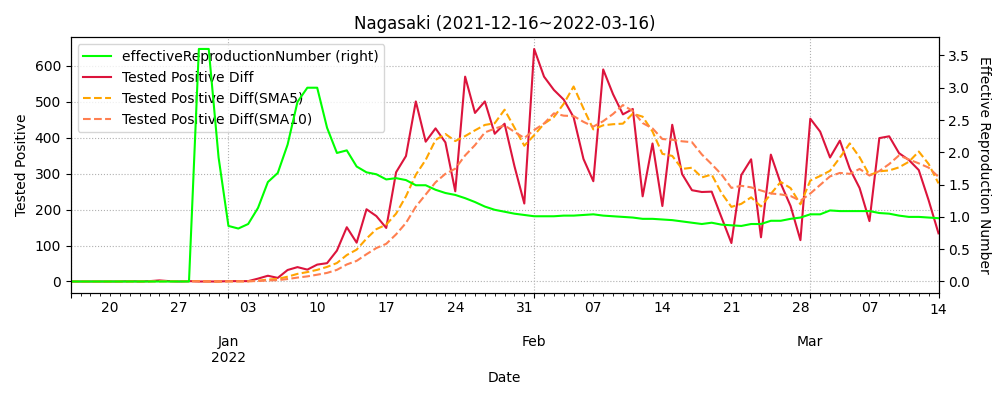 Nagasaki (2021-12-16~2022-03-16)
effectiveReproductionNumber (right)
Tested Positive Diff
Tested Positive Diff(SMA5)
Tested Positive Diff(SMA10)
Tested Positive
600
500
400
300
200
100
0
3.5
3.0
2.5
2.0
1.5
1.0
0.5
0.0
Effective Reproduction Number
20 27 03 10 17 24 31 07 14 21 28 07 14
Jan Feb Mar
2022
Date